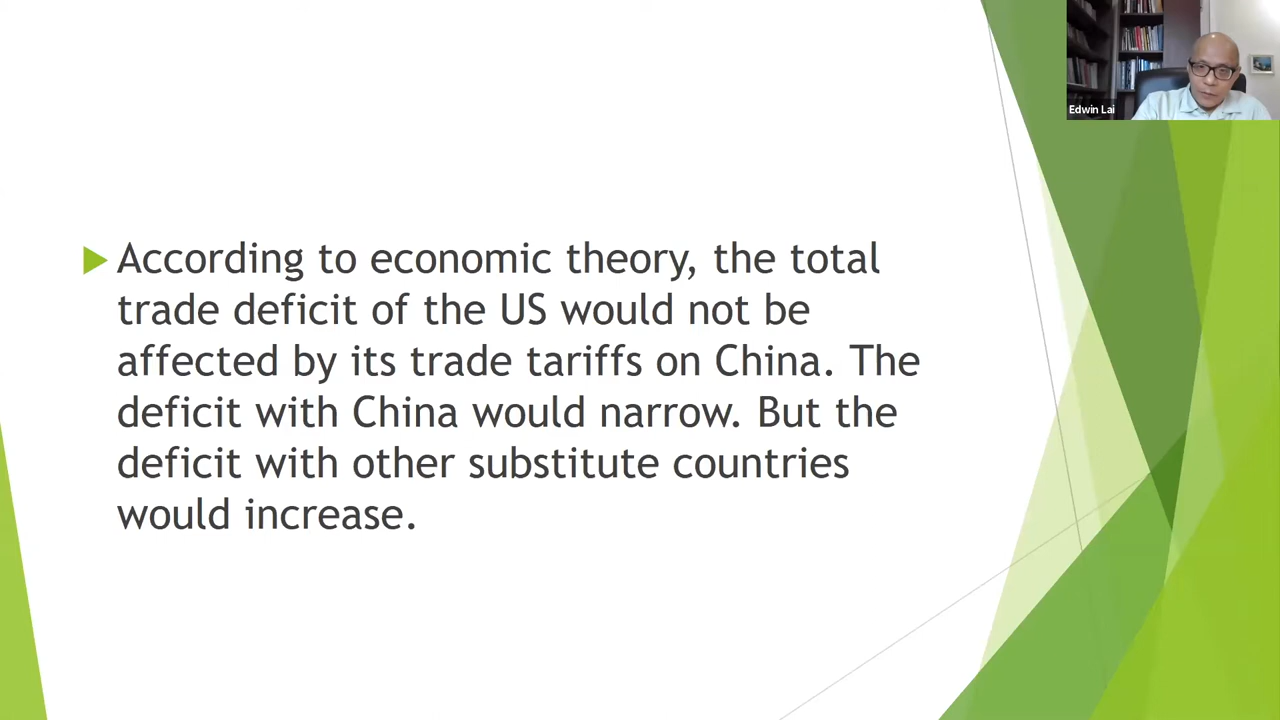 Edwin Lai
According to economic theory, the total
trade deficit of the US would not be
affected by its trade tariffs on China. The
deficit with China would narrow. But the
deficit with other substitute countries
would increase.